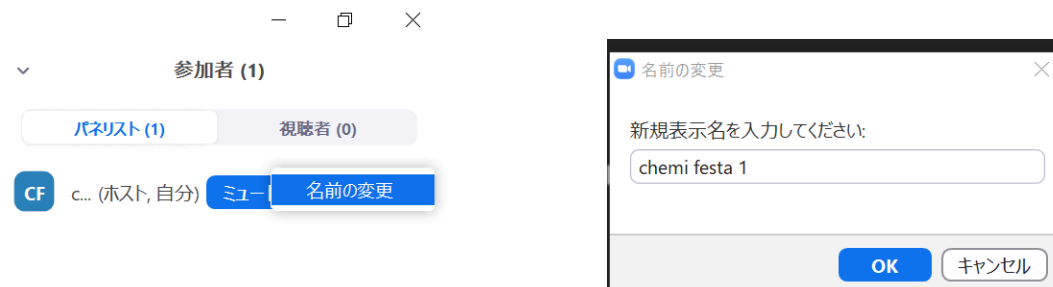 参加者 (1)
パネリスト (1)
視聴者 (0)
CF
c... (ホスト, 自分)
ミュー
名前の変更
名前の変更
新規表示名を入力してください:
chemi festa 1
OK
キャンセル